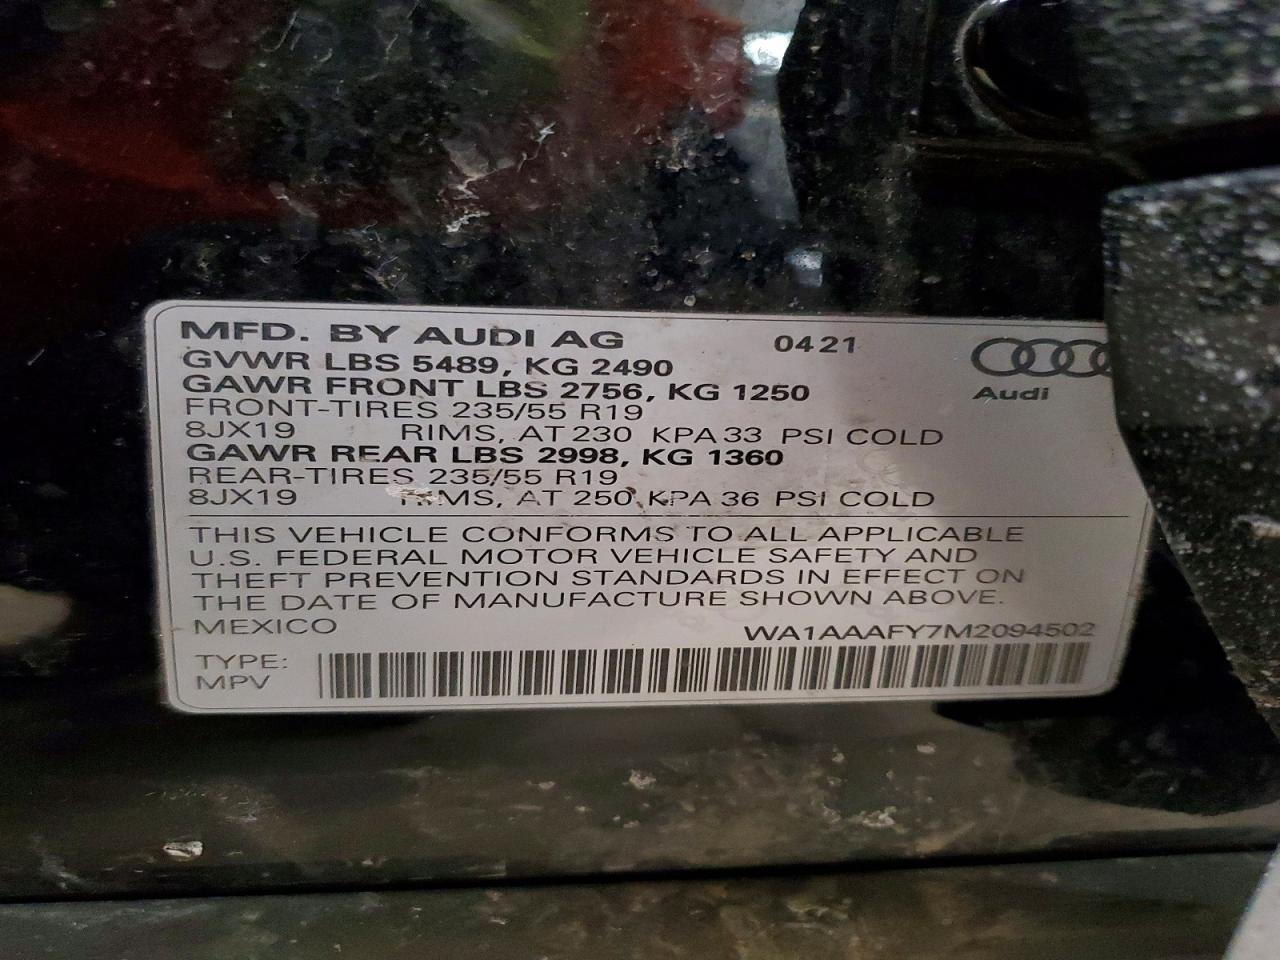 MFD. BY AUDI AG 0421
GVWR LBS 5489, KG 2490
GAWR FRONT LBS 2756, KG 1250
Audi
FRONT-TIRES 235/55 R19
8JX19 RIMS, AT 230 KPA 33 PSI COLD
GAWR REAR LBS 2998, KG 1360
REAR-TIRES 235/55 R19
8JX19 RIMS, AT 250 KPA 36 PSI COLD
THIS VEHICLE CONFORMS TO ALL APPLICABLE
U.S. FEDERAL MOTOR VEHICLE SAFETY AND
THEFT PREVENTION STANDARDS IN EFFECT ON
THE DATE OF MANUFACTURE SHOWN ABOVE.
MEXICO WA1AAAFY7M2094502
TYPE:
MPV